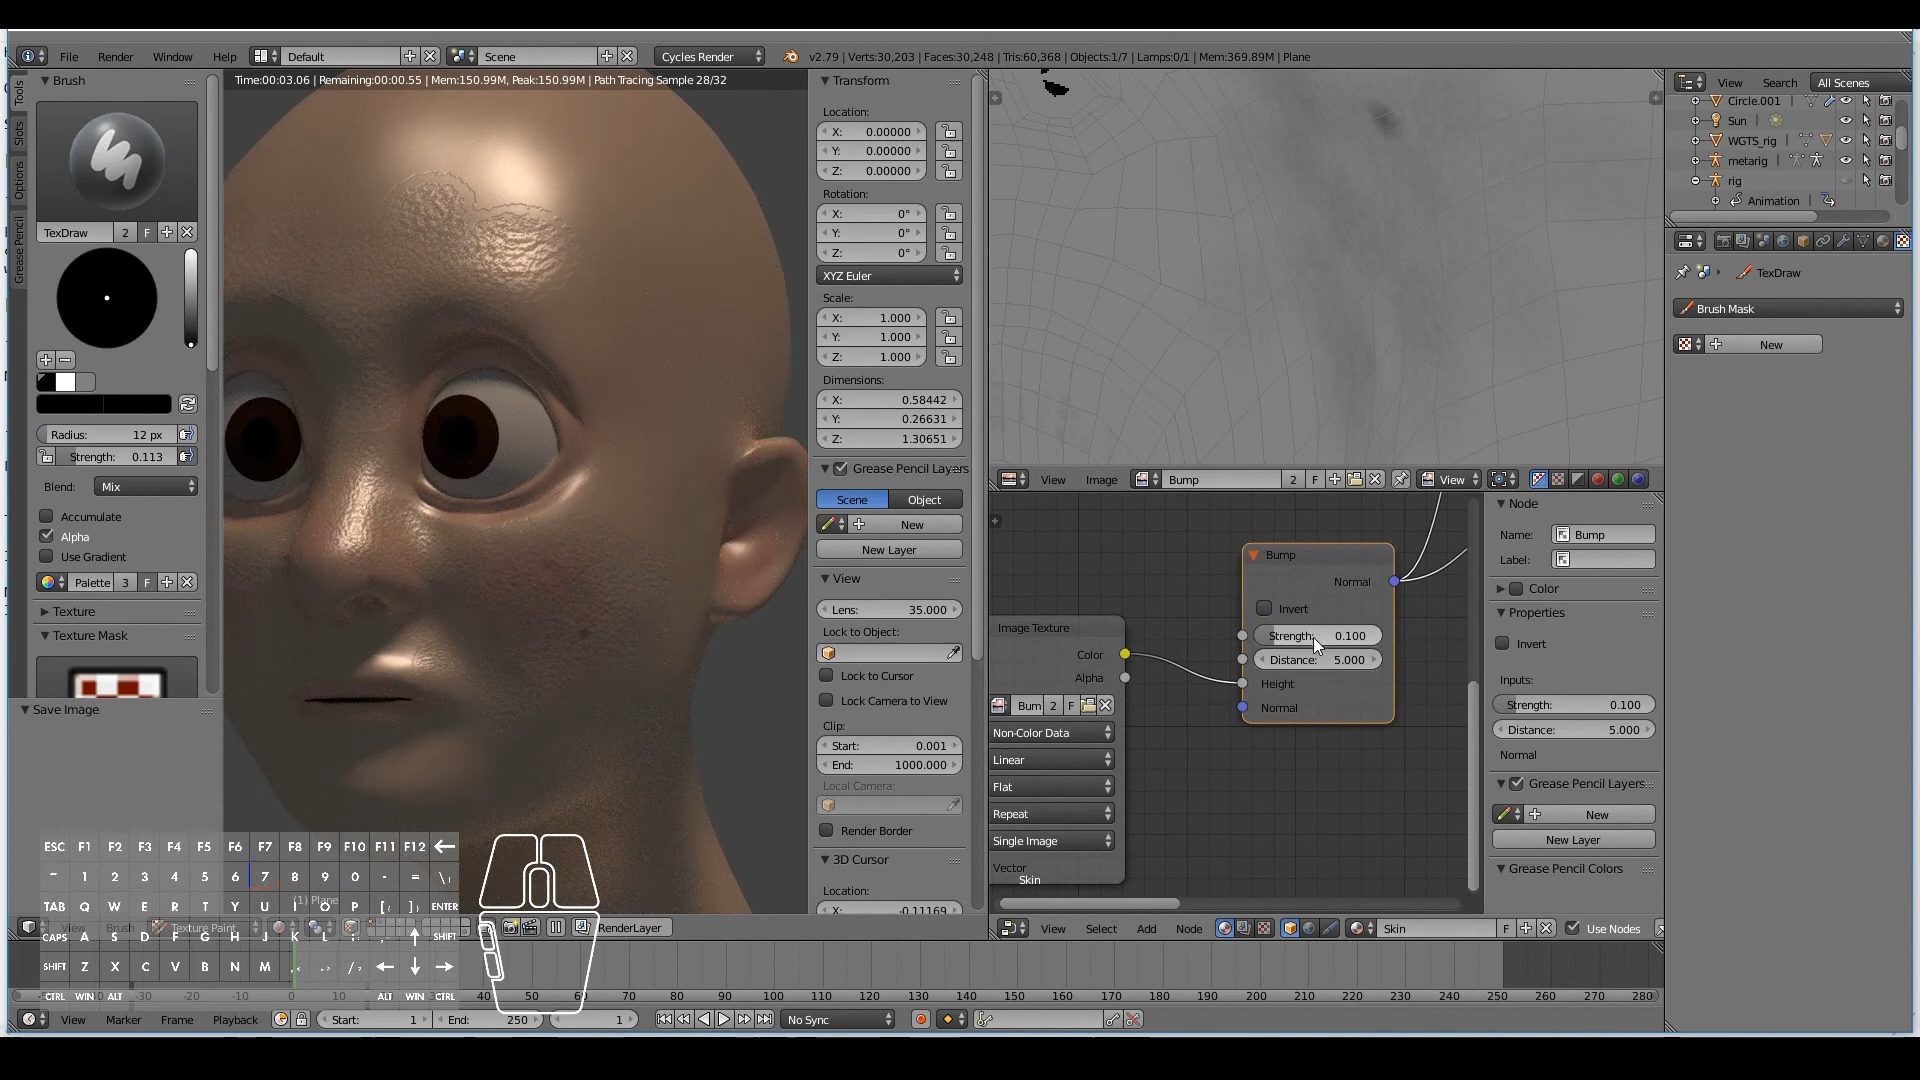 File Render Window Help Default Scene Cycles Render v2.79 | Verts:30,203 | Faces:30,248 | Tris:60,368 | Objects:1/7 | Lamps:0/1 | Mem:369.89M | Plane
Time:00:03.06 | Remaining:00:00.55 | Mem:150.99M, Peak:150.99M | Path Tracing Sample 28/32
Tools
Slots
Options
Grease Pencil
Brush
TexDraw 2 F
Radius: 12 px
Strength: 0.113
Blend: Mix
Accumulate
Alpha
Use Gradient
Palette 3 F
Texture
Texture Mask
Save Image
Transform
Location:
X: 0.00000
Y: 0.00000
Z: 0.00000
Rotation:
X: 0°
Y: 0°
Z: 0°
XYZ Euler
Scale:
X: 1.000
Y: 1.000
Z: 1.000
Dimensions:
X: 0.58442
Y: 0.26631
Z: 1.30651
Grease Pencil Layers
Scene Object
New
New Layer
View
Lens: 35.000
Lock to Object:
Lock to Cursor
Lock Camera to View
Clip:
Start: 0.001
End: 1000.000
Local Camera:
Render Border
3D Cursor
Location:
X: -0.11169
View Image Bump 2 F View
Image Texture
Color
Alpha
Bum 2 F
Non-Color Data
Linear
Flat
Repeat
Single Image
Vector
Skin
Bump
Normal
Invert
Strength: 0.100
Distance: 5.000
Height
Normal
Node
Name: Bump
Label:
Color
Properties
Invert
Inputs:
Strength: 0.100
Distance: 5.000
Normal
Grease Pencil Layers
New
New Layer
Grease Pencil Colors
View Select Add Node Skin F Use Nodes
View Search All Scenes
Circle.001
Sun
WGTS_rig
metarig
rig
Animation
TexDraw
Brush Mask
New
ESC F1 F2 F3 F4 F5 F6 F7 F8 F9 F10 F11 F12
~ 1 2 3 4 5 6 7 8 9 0 - = \
TAB Q W E R T Y U I O P [ ] ENTER
(1) Plane
View Brush Texture Paint RenderLayer
CAPS A S D F G H J K L ; SHIFT
SHIFT Z X C V B N M , . /
CTRL WIN ALT ALT WIN CTRL
-30 -20 -10 0 10 40 50 60 70 80 90 100 110 120 130 140 150 160 170 180 190 200 210 220 230 240 250 260 270 280
View Marker Frame Playback Start: 1 End: 250 1 No Sync